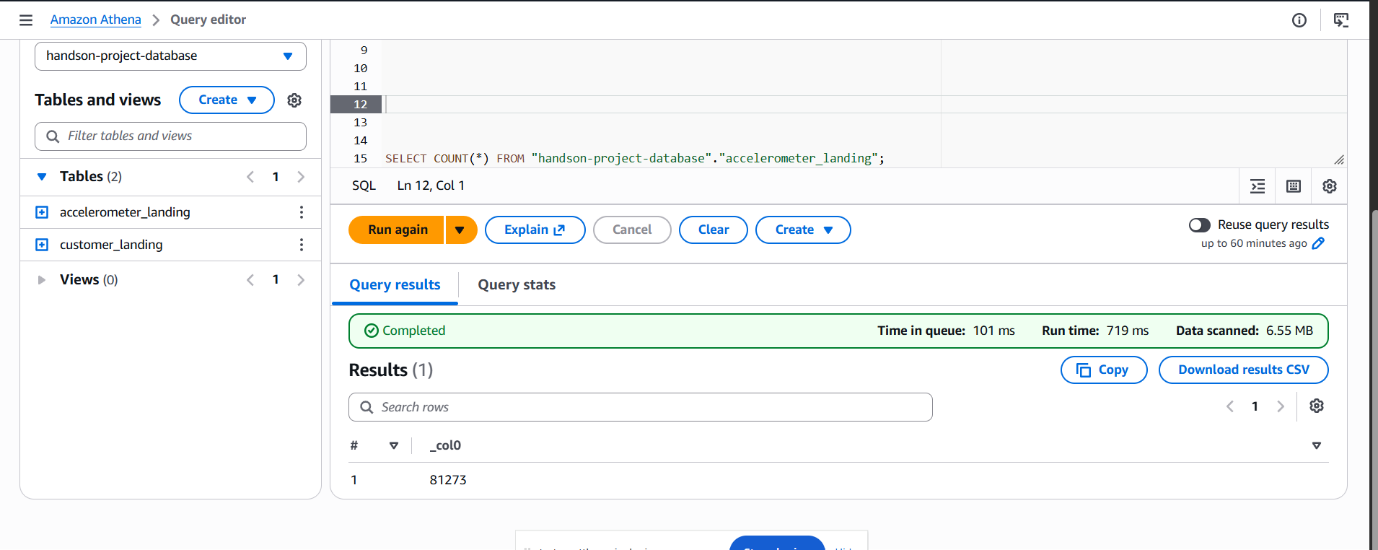 Amazon Athena > Query editor
handson-project-database
Tables and views Create
Filter tables and views
Tables (2) 1
accelerometer_landing
customer_landing
Views (0) 1
9
10
11
12
13
14
15 SELECT COUNT(*) FROM "handson-project-database"."accelerometer_landing";
SQL Ln 12, Col 1
Run again Explain Cancel Clear Create
Reuse query results
up to 60 minutes ago
Query results Query stats
Completed Time in queue: 101 ms Run time: 719 ms Data scanned: 6.55 MB
Results (1) Copy Download results CSV
Search rows 1
# _col0
1 81273